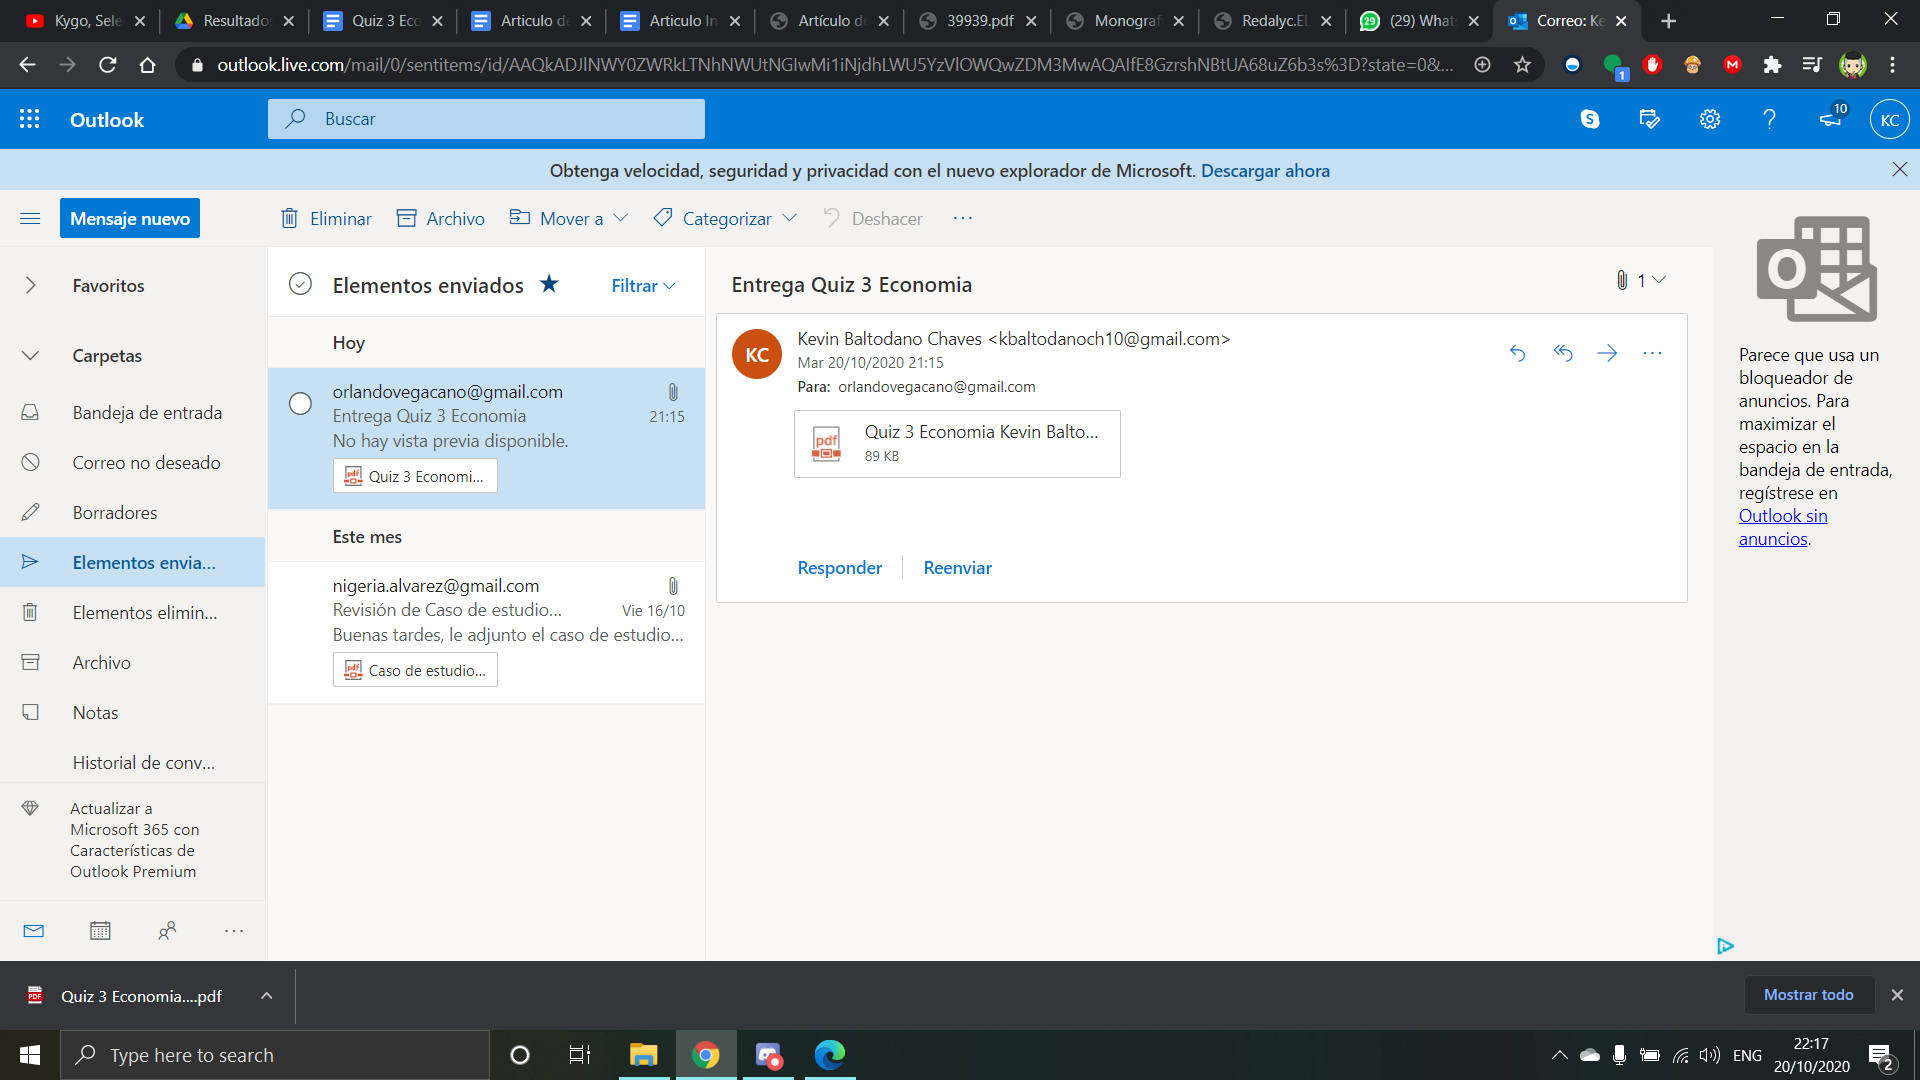 Kygo, Sele
Resultado
Quiz 3 Eco
Articulo de
Articulo In
Artículo de
39939.pdf
Monograf
Redalyc.EL
(29) What
Correo: Ke
outlook.live.com/mail/0/sentitems/id/
1
Outlook
Buscar
10
KC
Obtenga velocidad, seguridad y privacidad con el nuevo explorador de Microsoft. Descargar ahora
Mensaje nuevo
Eliminar
Archivo
Mover a
Categorizar
Deshacer
Favoritos
Carpetas
Bandeja de entrada
Correo no deseado
Borradores
Elementos envia...
Elementos elimin...
Archivo
Notas
Historial de conv...
Actualizar a
Microsoft 365 con
Características de
Outlook Premium
Elementos enviados
Filtrar
Hoy
orlandovegacano@gmail.com
Entrega Quiz 3 Economia
21:15
No hay vista previa disponible.
Quiz 3 Economi...
Este mes
nigeria.alvarez@gmail.com
Revisión de Caso de estudio...
Vie 16/10
Buenas tardes, le adjunto el caso de estudio...
Caso de estudio...
Entrega Quiz 3 Economia
1
KC
Kevin Baltodano Chaves <kbaltodanoch10@gmail.com>
Mar 20/10/2020 21:15
Para: orlandovegacano@gmail.com
pdf
Quiz 3 Economia Kevin Balto...
89 KB
Responder
Reenviar
Parece que usa un
bloqueador de
anuncios. Para
maximizar el
espacio en la
bandeja de entrada,
regístrese en
Outlook sin
anuncios.
Quiz 3 Economia....pdf
Mostrar todo
Type here to search
ENG
22:17
20/10/2020
2